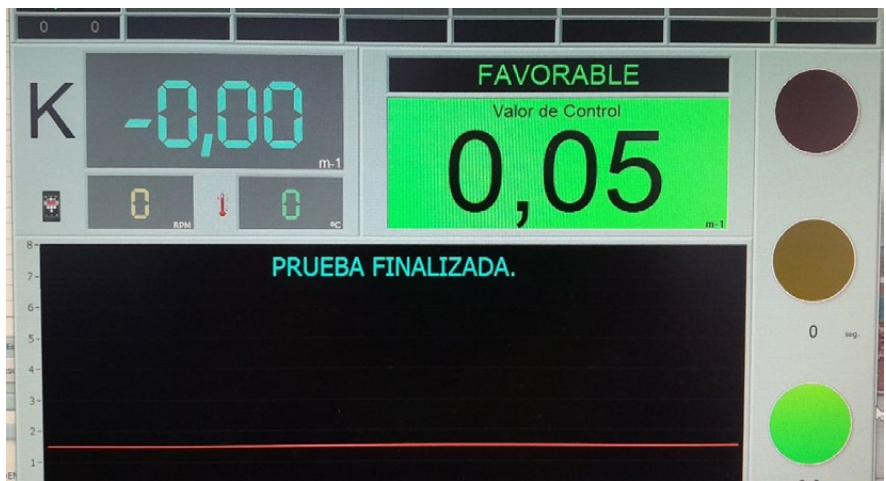 0 0
K
-0,00
m-1
0
RPM
0
ºC
FAVORABLE
Valor de Control
0,05
m-1
PRUEBA FINALIZADA.
8
7
6
5
4
3
2
1
0 seg.